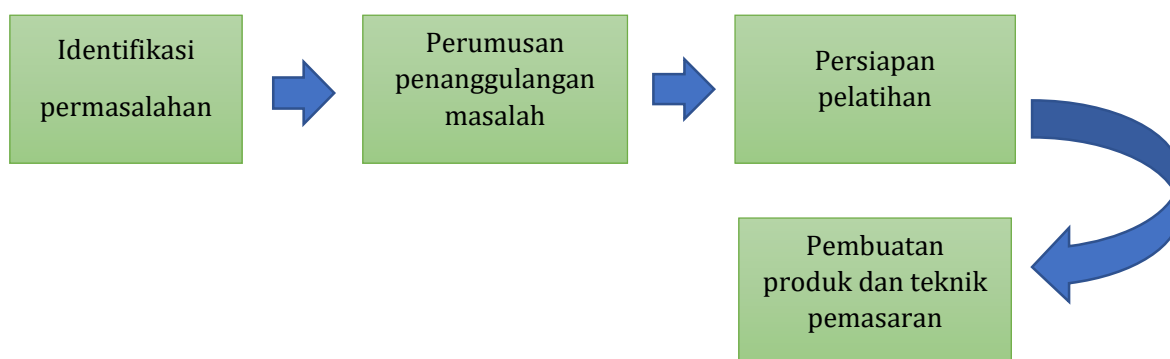 Identifikasi
permasalahan
Perumusan
penanggulangan
masalah
Persiapan
pelatihan
Pembuatan
produk dan teknik
pemasaran